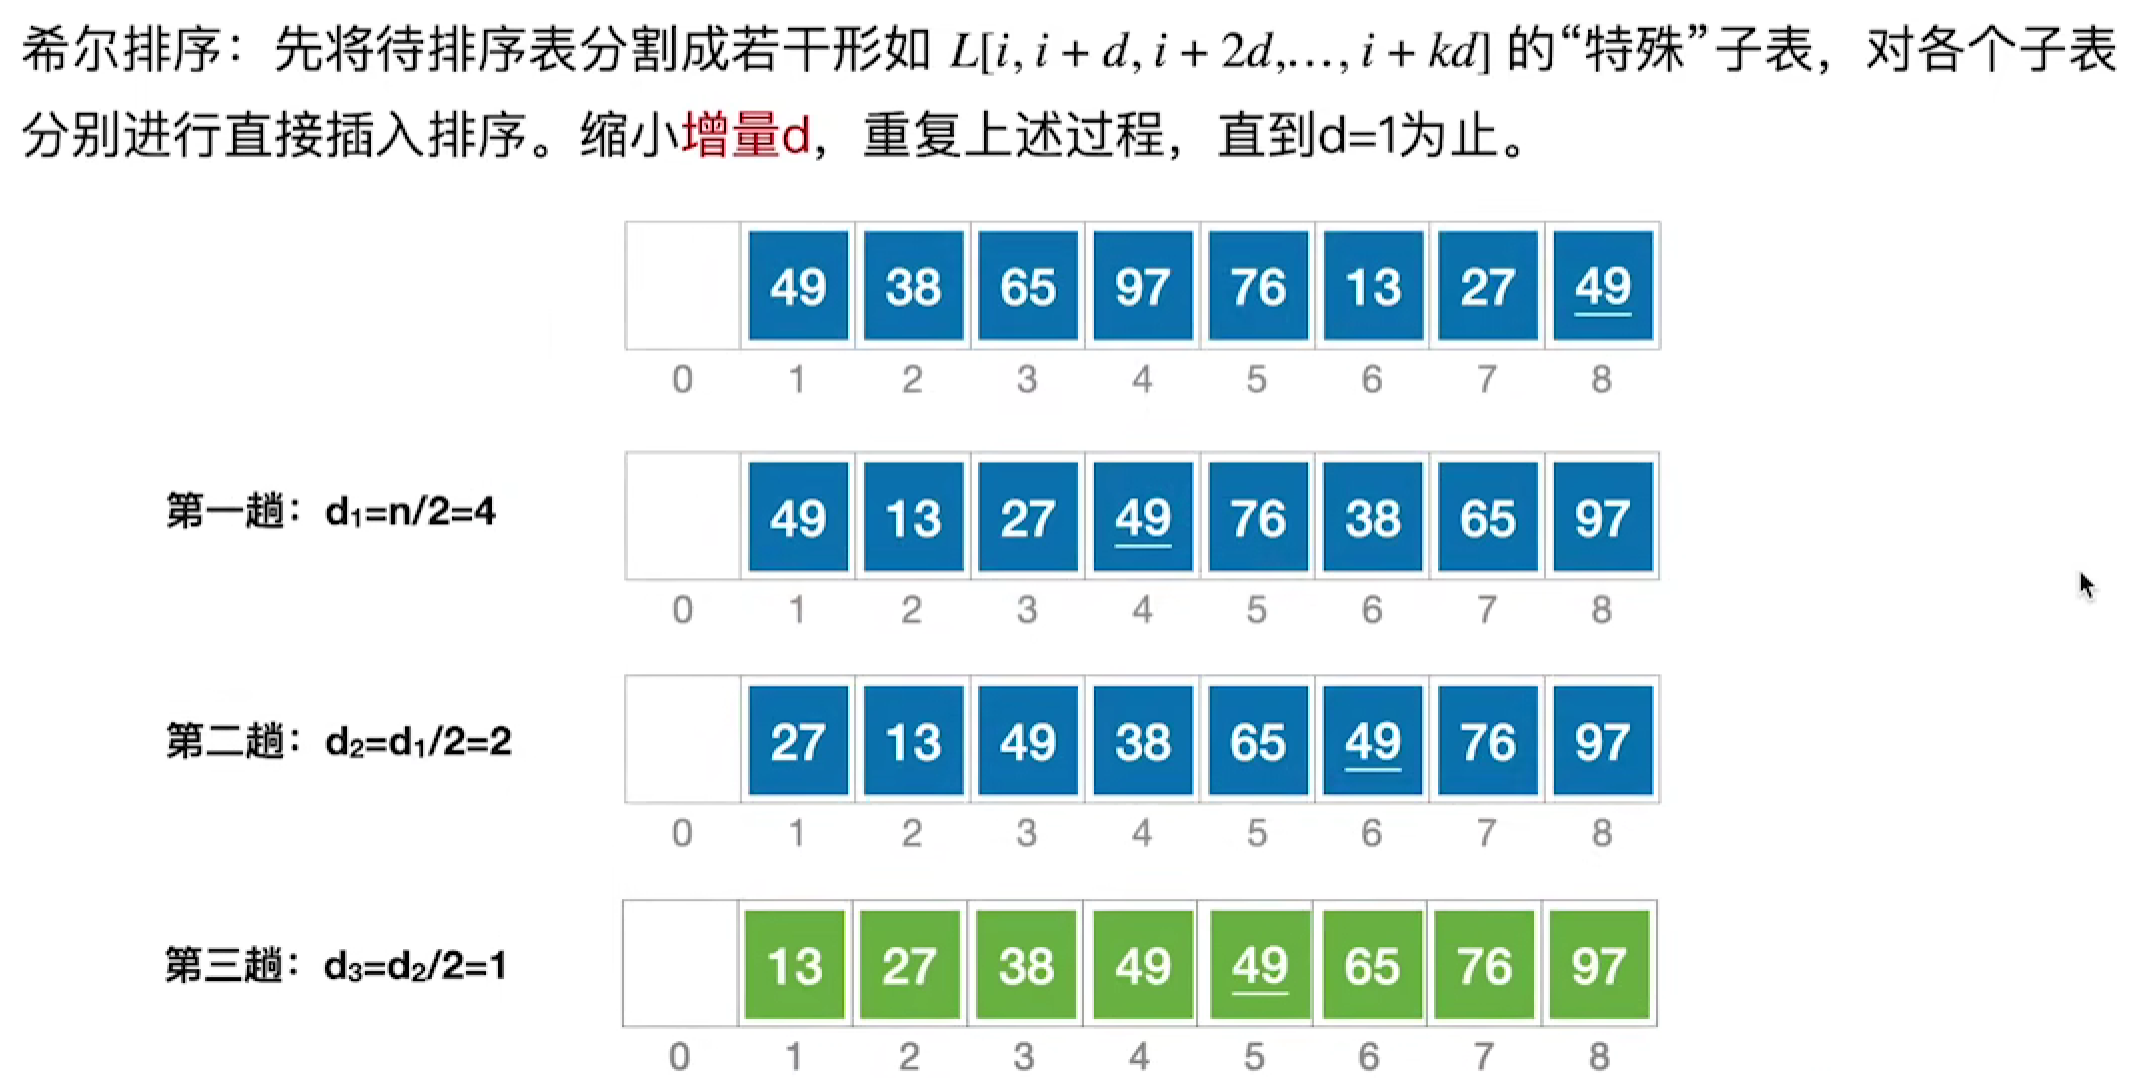 希尔排序：先将待排序表分割成若干形如 L[i, i + d, i + 2d,…, i + kd] 的“特殊”子表，对各个子表
分别进行直接插入排序。缩小增量d，重复上述过程，直到d=1为止。
49 38 65 97 76 13 27 49
0 1 2 3 4 5 6 7 8
第一趟：d₁=n/2=4 49 13 27 49 76 38 65 97
0 1 2 3 4 5 6 7 8
第二趟：d₂=d₁/2=2 27 13 49 38 65 49 76 97
0 1 2 3 4 5 6 7 8
第三趟：d₃=d₂/2=1 13 27 38 49 49 65 76 97
0 1 2 3 4 5 6 7 8